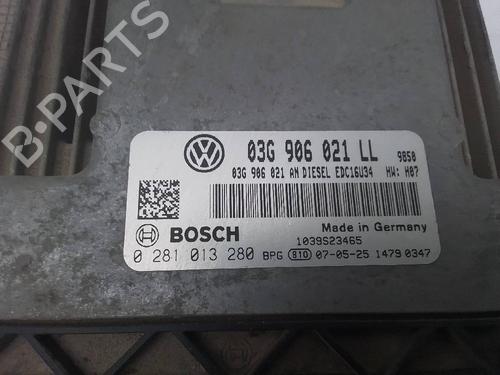 B-PARTS
03G 906 021 LL 9850
03G 906 021 AN DIESEL EDC16U34 HW: H07
Made in Germany
BOSCH 1039S23465
0 281 013 280 BPG 810 07-05-25 1479 0347